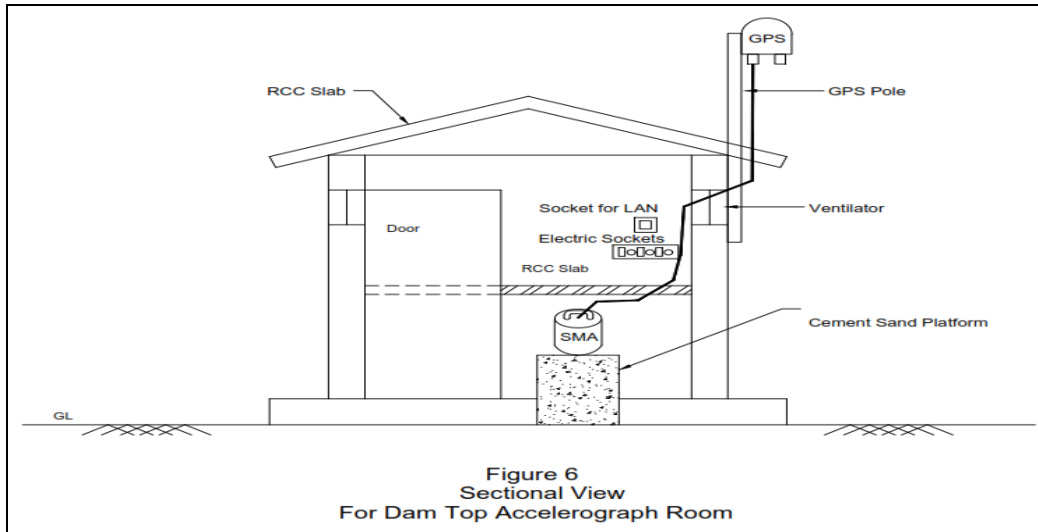 GPS
RCC Slab
GPS Pole
Socket for LAN
Ventilator
Door
Electric Sockets
RCC Slab
SMA
Cement Sand Platform
GL
Figure 6
Sectional View
For Dam Top Accelerograph Room